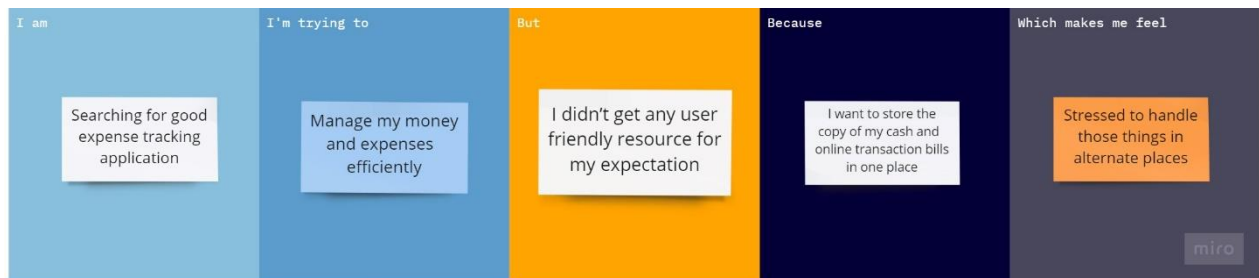 I am
Searching for good
expense tracking
application
I'm trying to
Manage my money
and expenses
efficiently
But
I didn't get any user
friendly resource for
my expectation
Because
I want to store the
copy of my cash and
online transaction bills
in one place
Which makes me feel
Stressed to handle
those things in
alternate places
miro